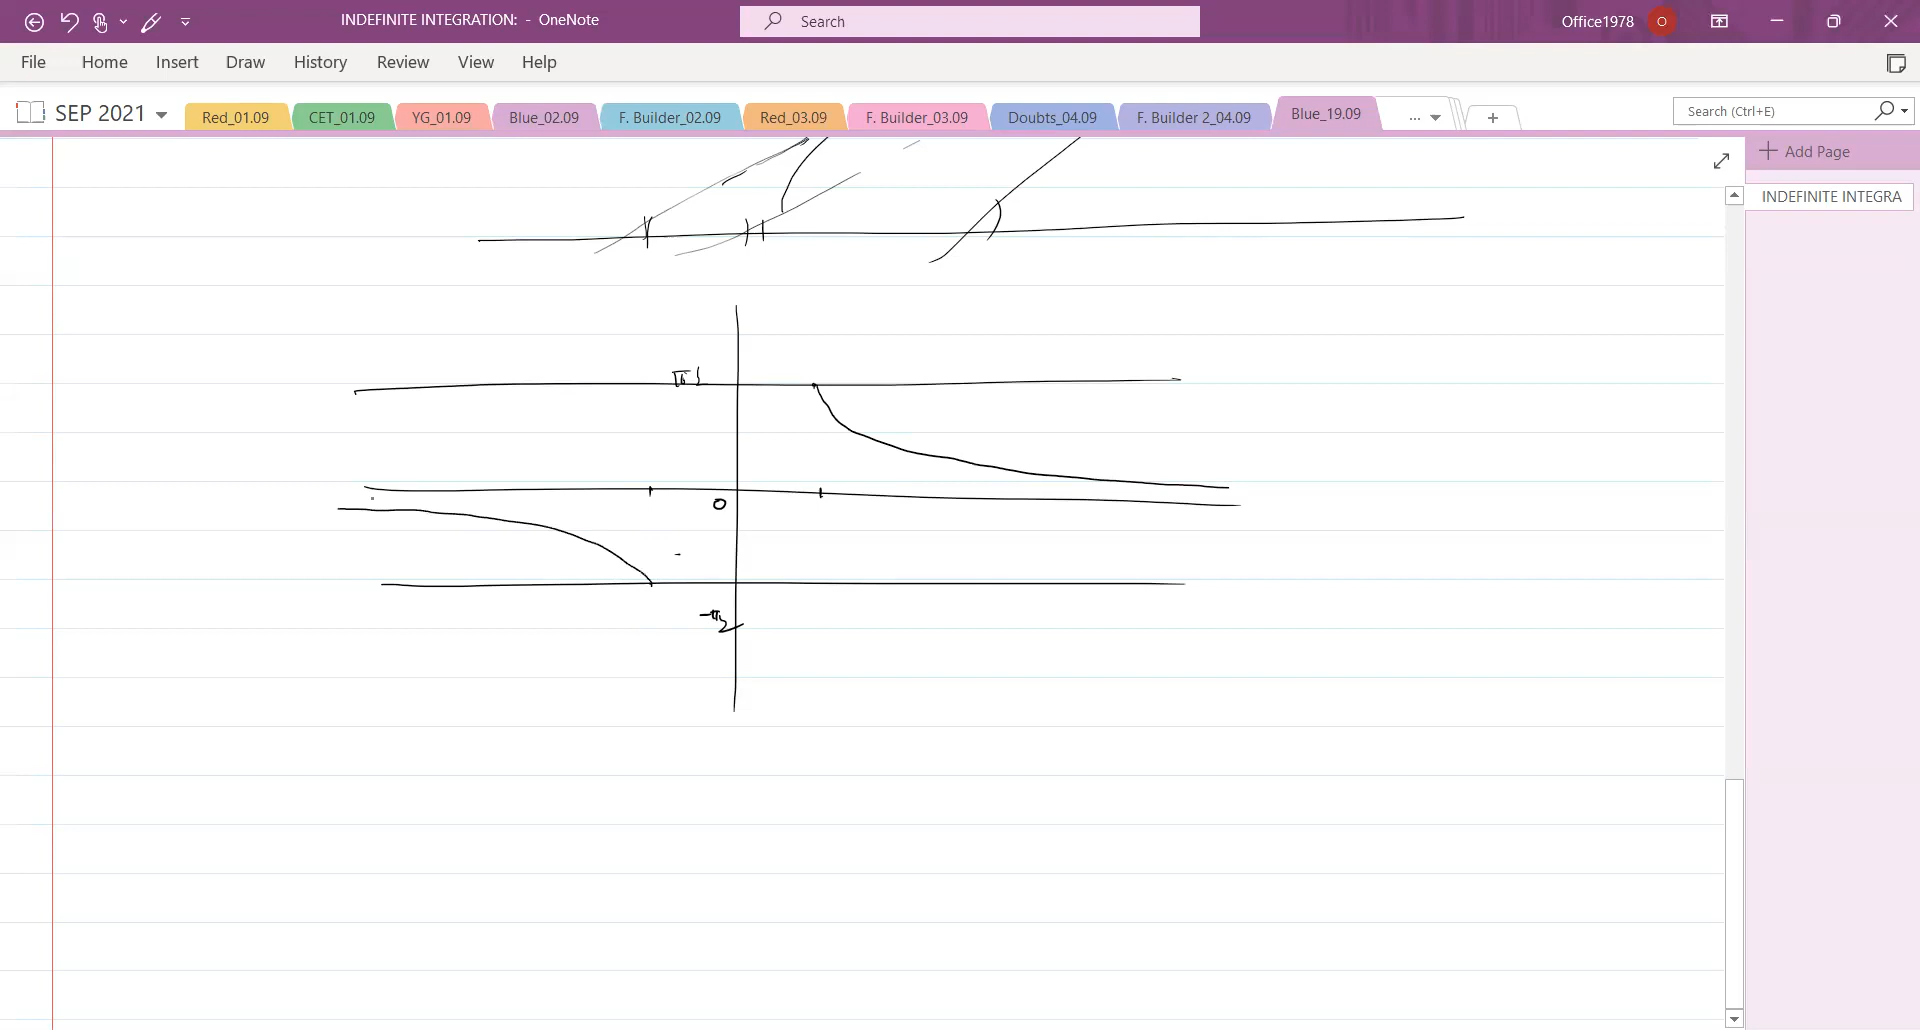 INDEFINITE INTEGRATION: - OneNote
Search
Office1978
O
File Home Insert Draw History Review View Help
SEP 2021
Red_01.09 CET_01.09 YG_01.09 Blue_02.09 F. Builder_02.09 Red_03.09 F. Builder_03.09 Doubts_04.09 F. Builder 2_04.09 Blue_19.09 ...
Search (Ctrl+E)
Add Page
INDEFINITE INTEGRA
0
-π/2